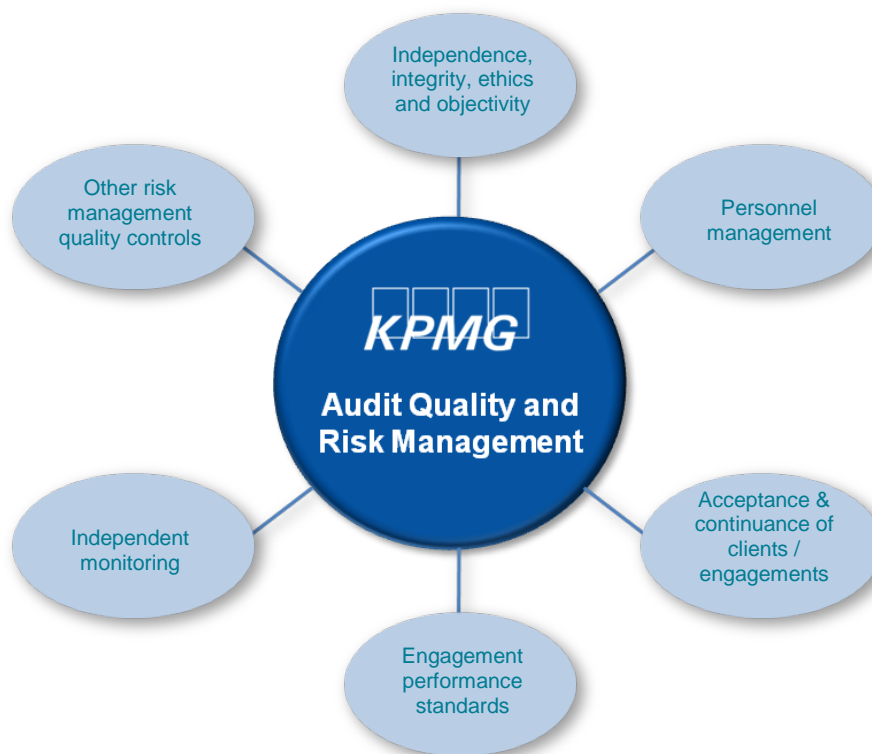 Independence,
integrity, ethics
and objectivity
Other risk
management
quality controls
Personnel
management
KPMG
Audit Quality and
Risk Management
Independent
monitoring
Acceptance &
continuance of
clients /
engagements
Engagement
performance
standards